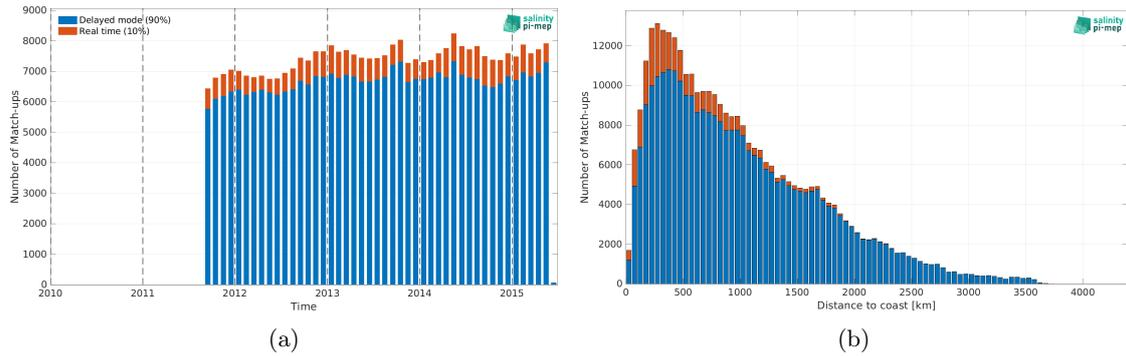 Delayed mode (90%)
Real time (10%)
salinity
pi-mep
Number of Match-ups
9000
8000
7000
6000
5000
4000
3000
2000
1000
0
2010
2011
2012
2013
2014
2015
Time
(a)
salinity
pi-mep
Number of Match-ups
12000
10000
8000
6000
4000
2000
0
0
500
1000
1500
2000
2500
3000
3500
4000
Distance to coast [km]
(b)